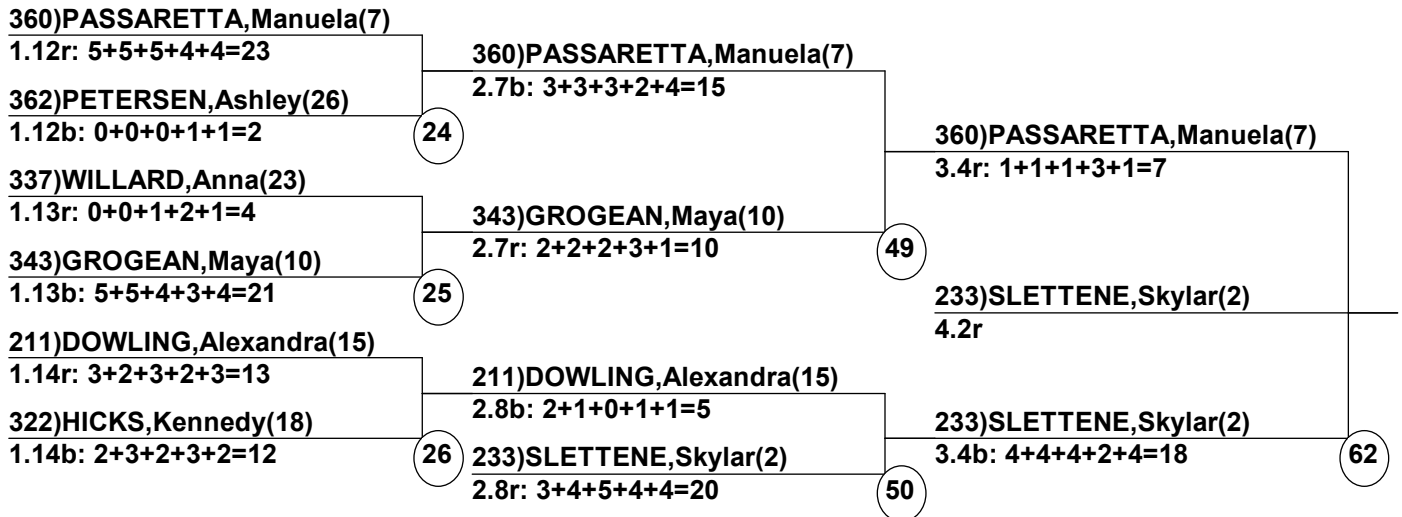 360)PASSARETTA,Manuela(7)
1.12r: 5+5+5+4+4=23
362)PETERSEN,Ashley(26)
1.12b: 0+0+0+1+1=2
24
337)WILLARD,Anna(23)
1.13r: 0+0+1+2+1=4
343)GROGEAN,Maya(10)
1.13b: 5+5+4+3+4=21
25
211)DOWLING,Alexandra(15)
1.14r: 3+2+3+2+3=13
322)HICKS,Kennedy(18)
1.14b: 2+3+2+3+2=12
26
360)PASSARETTA,Manuela(7)
2.7b: 3+3+3+2+4=15
343)GROGEAN,Maya(10)
2.7r: 2+2+2+3+1=10
49
211)DOWLING,Alexandra(15)
2.8b: 2+1+0+1+1=5
233)SLETTENE,Skylar(2)
2.8r: 3+4+5+4+4=20
50
360)PASSARETTA,Manuela(7)
3.4r: 1+1+1+3+1=7
233)SLETTENE,Skylar(2)
4.2r
233)SLETTENE,Skylar(2)
3.4b: 4+4+4+2+4=18
62